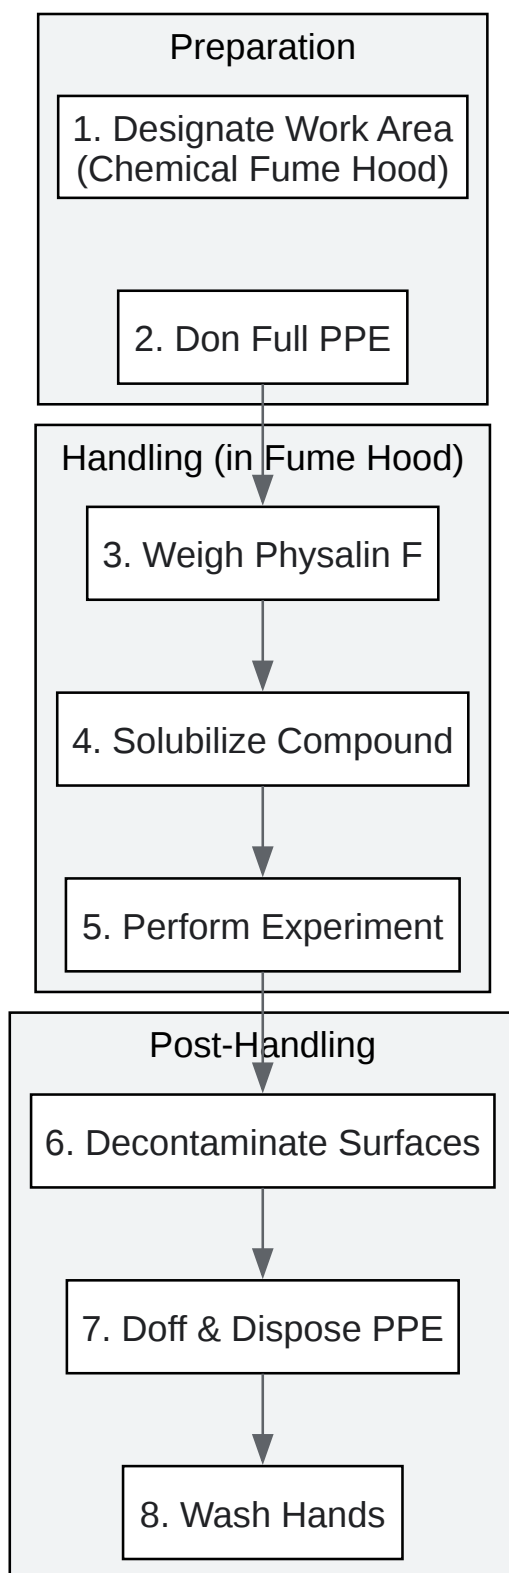 Preparation
1. Designate Work Area
(Chemical Fume Hood)
2. Don Full PPE
Handling (in Fume Hood)
3. Weigh Physalin F
4. Solubilize Compound
5. Perform Experiment
Post-Handling
6. Decontaminate Surfaces
7. Doff & Dispose PPE
8. Wash Hands